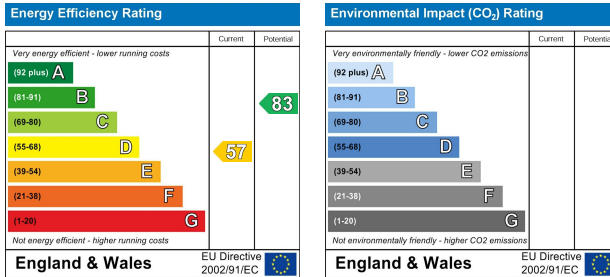 Energy Efficiency Rating
Current Potential
Very energy efficient - lower running costs
(92 plus) A
(81-91) B
83
(69-80) C
(55-68) D
57
(39-54) E
(21-38) F
(1-20) G
Not energy efficient - higher running costs
England & Wales
EU Directive
2002/91/EC
Environmental Impact (CO₂) Rating
Current Potential
Very environmentally friendly - lower CO2 emissions
(92 plus) A
(81-91) B
(69-80) C
(55-68) D
(39-54) E
(21-38) F
(1-20) G
Not environmentally friendly - higher CO2 emissions
England & Wales
EU Directive
2002/91/EC